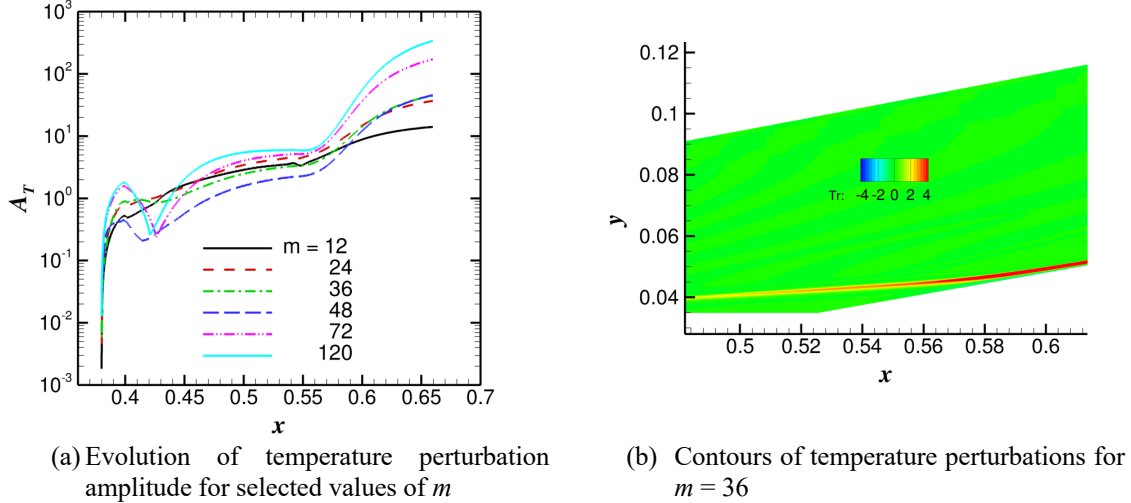 10³
10²
10¹
10⁰
10⁻¹
10⁻²
10⁻³
A_T
m = 12
24
36
48
72
120
0.4 0.45 0.5 0.55 0.6 0.65 0.7
x
(a) Evolution of temperature perturbation
amplitude for selected values of m
0.12
0.1
0.08
0.06
0.04
y
Tr: -4 -2 0 2 4
0.5 0.52 0.54 0.56 0.58 0.6
x
(b) Contours of temperature perturbations for
m = 36